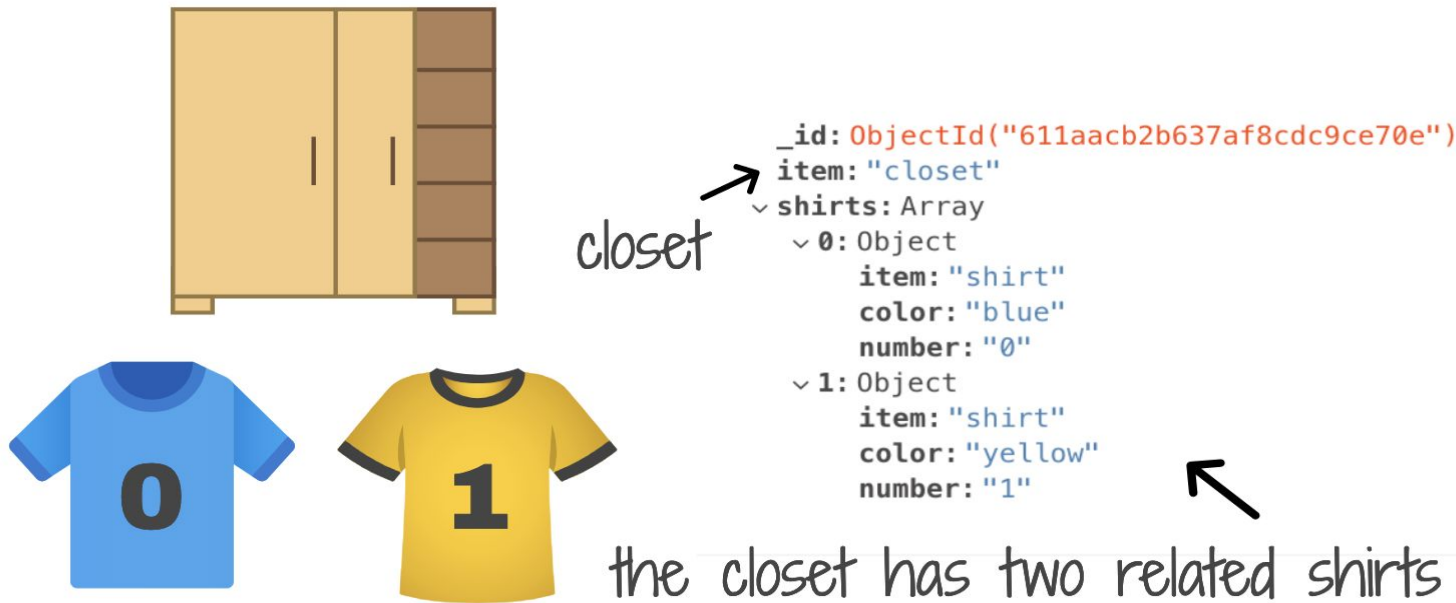 _id: ObjectId("611aacb2b637af8cdc9ce70e")
item: "closet"
shirts: Array
0: Object
item: "shirt"
color: "blue"
number: "0"
1: Object
item: "shirt"
color: "yellow"
number: "1"
closet
0
1
the closet has two related shirts